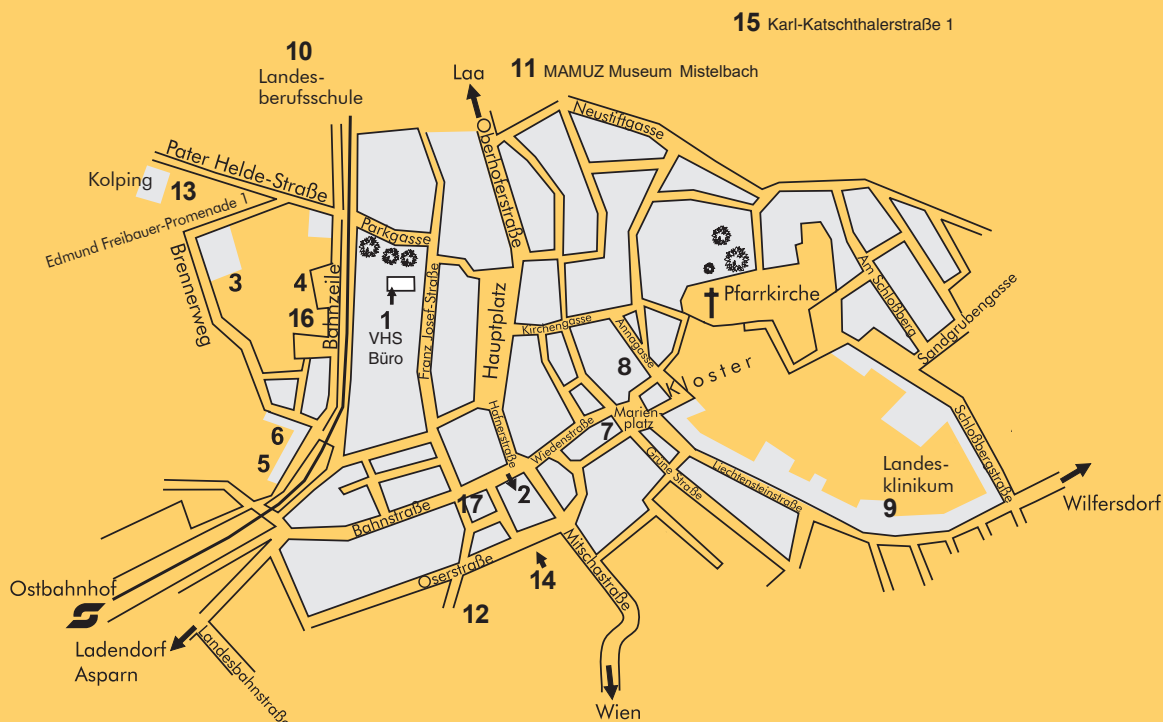 15 Karl-Katschthalerstraße 1
10
Landes-
berufsschule
Laa
11 MAMUZ Museum Mistelbach
Neustiftgasse
Oberhoferstraße
Pater Helde-Straße
Kolping
13
Edmund Freibauer-Promenade 1
Brennerweg
Parkgasse
3
4
16
Bahnzeile
1
VHS
Büro
Franz Josef-Straße
Hauptplatz
Kirchengasse
Annagasse
Pfarrkirche
Am Schloßberg
Sandgrubengasse
8
Kloster
Hafnerstraße
Wiedenstraße
7
Marien-
platz
6
5
Grüne Straße
Liechtensteinstraße
Schloßbergstraße
Landes-
klinikum
9
Wilfersdorf
2
17
Bahnstraße
Oserstraße
14
Mitschastraße
12
Ostbahnhof
Ladendorf
Asparn
Landesbahnstraße
Wien